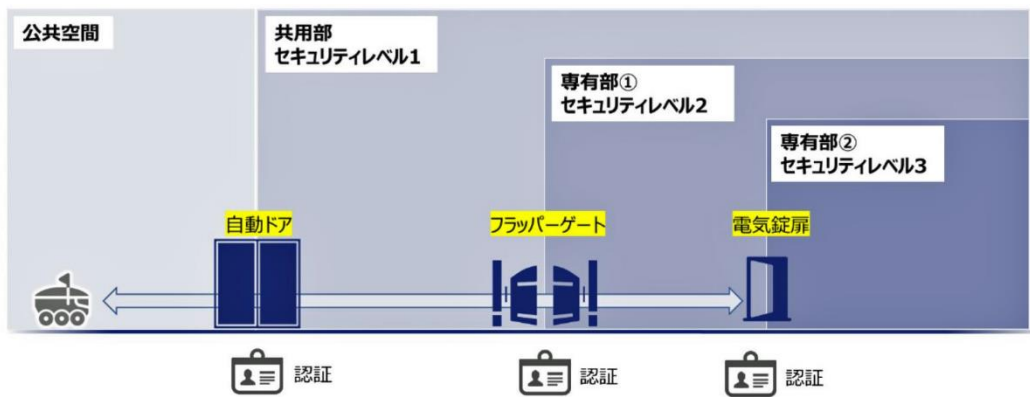 公共空間
共用部
セキュリティレベル1
専有部①
セキュリティレベル2
専有部②
セキュリティレベル3
自動ドア
フラッパーゲート
電気錠扉
認証
認証
認証